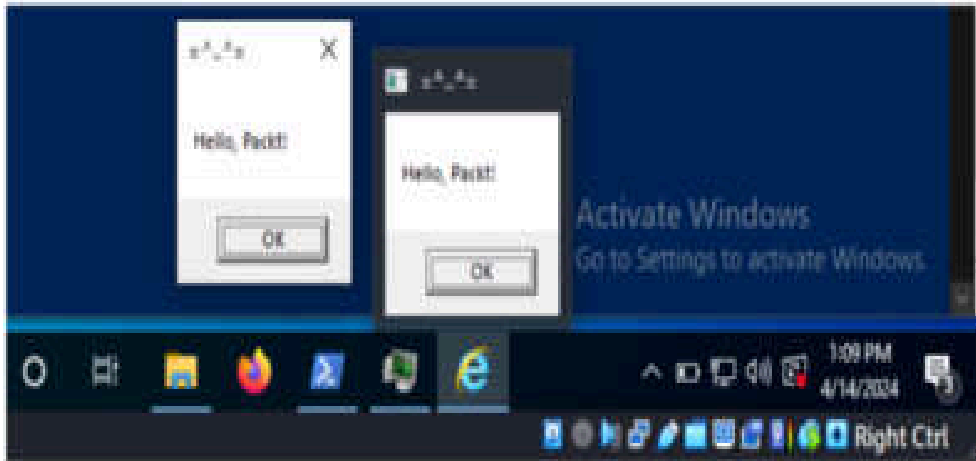 =^..^=
X
Hello, Packt!
OK
=^..^=
Hello, Packt!
OK
Activate Windows
Go to Settings to activate Windows.
1:09 PM
4/14/2024
3
Right Ctrl